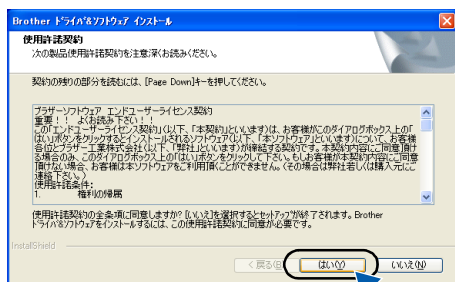 Brother ﾄﾞﾗｲﾊﾞ&ｿﾌﾄｳｪｱ ｲﾝｽﾄｰﾙ
使用許諾契約
次の製品使用許諾契約を注意深くお読みください。
契約の残りの部分を読むには、[Page Down]キーを押してください。
ブラザーソフトウェア エンドユーザーライセンス契約
重要！！ よくお読み下さい！！
この「エンドユーザーライセンス契約」(以下、「本契約」といいます)は、お客様がこのダイアログボックス上の「
はい」ボタンをクリックするとインストールされるソフトウェア(以下、「本ソフトウェア」といいます)について、お客様
各位とブラザー工業株式会社(以下、「弊社」といいます)が締結する契約です。本契約内容にご同意頂け
る場合のみ、このダイアログボックス上の「はい」ボタンをクリックして下さい。もしお客様が本契約内容にご同意
頂けない場合、お客様は本ソフトウェアをご利用頂くことができません。(その場合は弊社若しくは購入元にご
連絡下さい。)
使用許諾条件:
1. 権利の帰属
使用許諾契約の全条項に同意しますか? [いいえ]を選択するとｾｯﾄｱｯﾌﾟが終了されます。Brother
ﾄﾞﾗｲﾊﾞ&ｿﾌﾄｳｪｱをインストールするには、この使用許諾契約に同意が必要です。
InstallShield
< 戻る(B) はい(Y) いいえ(N)